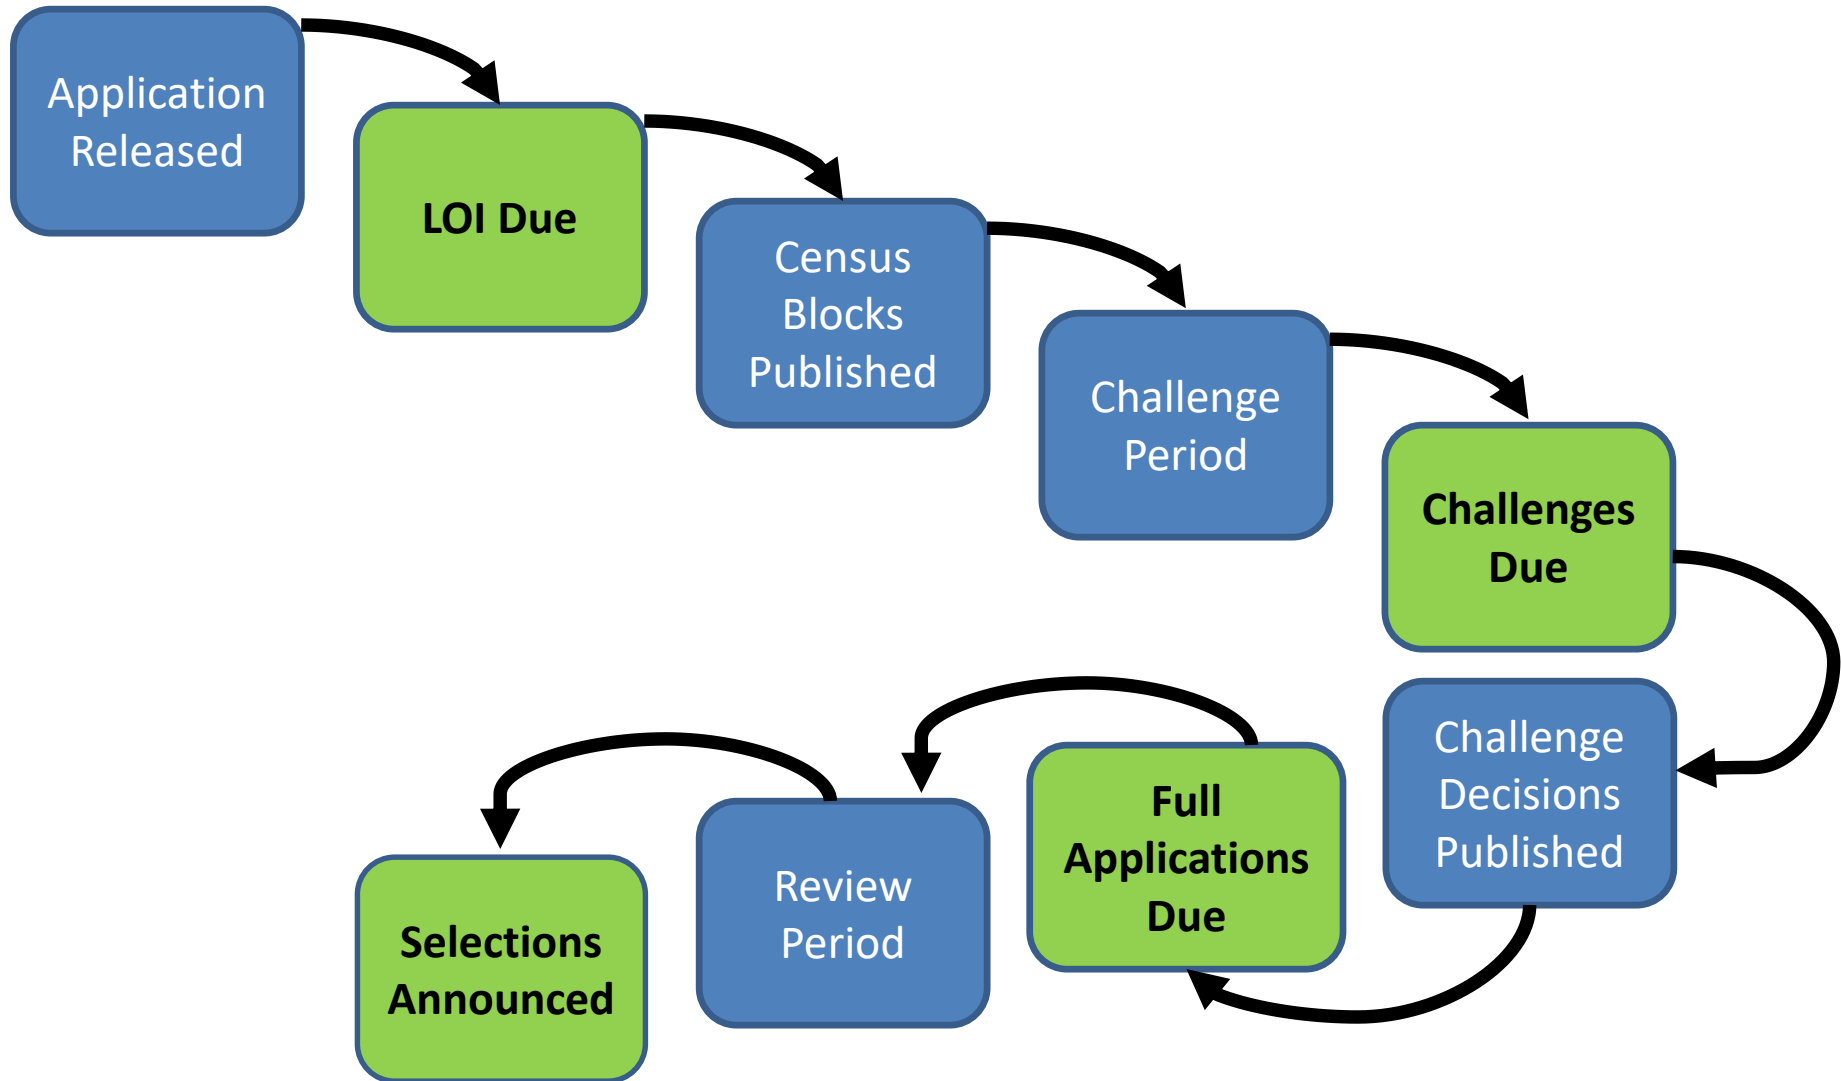 Application
Released
LOI Due
Census
Blocks
Published
Challenge
Period
Challenges
Due
Challenge
Decisions
Published
Full
Applications
Due
Review
Period
Selections
Announced